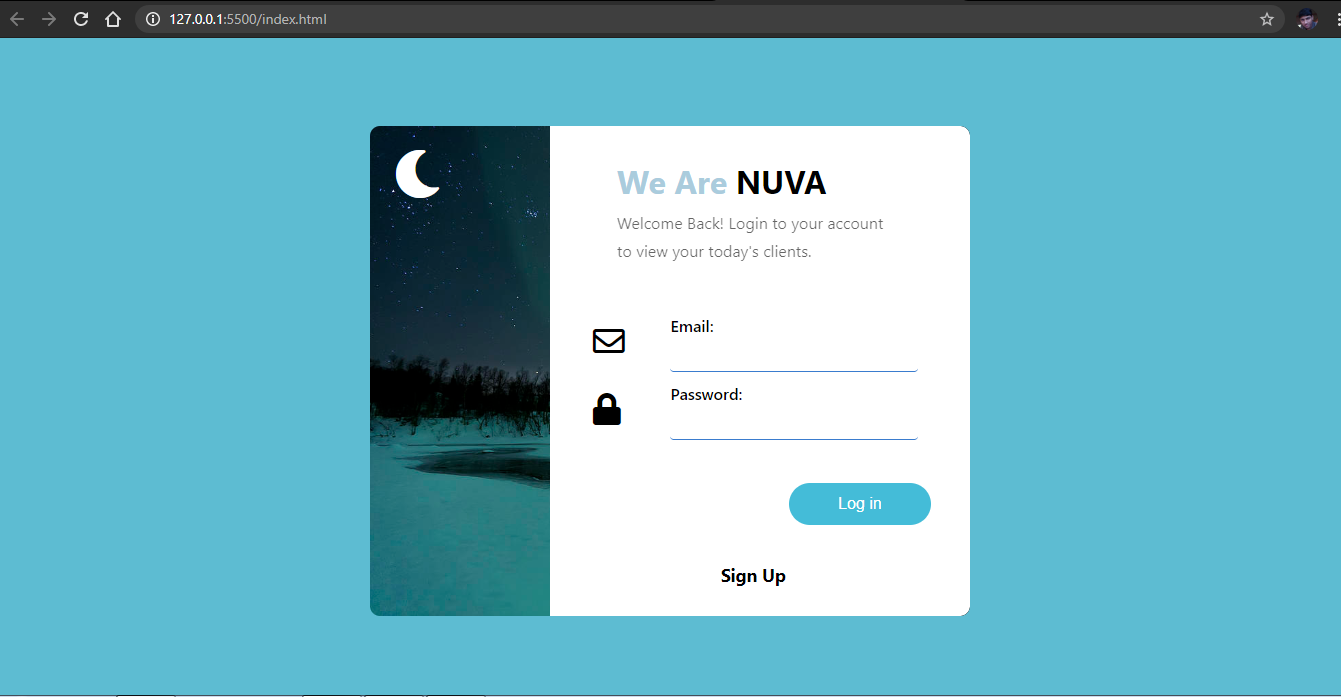 127.0.0.1:5500/index.html
We Are NUVA
Welcome Back! Login to your account
to view your today's clients.
Email:
Password:
Log in
Sign Up